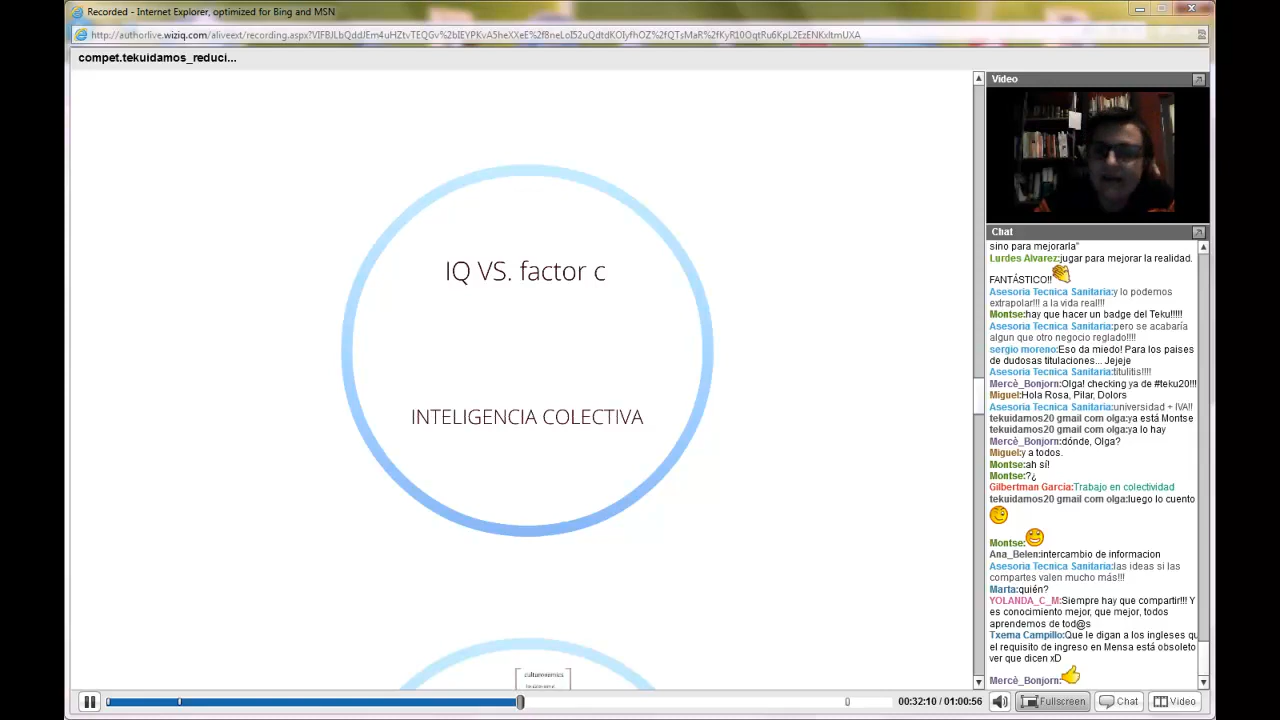 Recorded - Internet Explorer, optimized for Bing and MSN
compet.tekuidamos_reduci...
IQ VS. factor c
INTELIGENCIA COLECTIVA
culturonomics
00:32:10 / 01:00:56
Video
Chat
sino para mejorarla"
Lurdes Alvarez:jugar para mejorar la realidad.
FANTÁSTICO!!
Asesoria Tecnica Sanitaria:y lo podemos
extrapolar!!! a la vida real!!!
Montse:hay que hacer un badge del Teku!!!!!
Asesoria Tecnica Sanitaria:pero se acabaría
algun que otro negocio reglado!!!!
sergio moreno:Eso da miedo! Para los paises
de dudosas titulaciones... Jejeje
Asesoria Tecnica Sanitaria:titulitis!!!!
Mercè_Bonjorn:Olga! checking ya de #teku20!!!
Miguel:Hola Rosa, Pilar, Dolors
Asesoria Tecnica Sanitaria:universidad + IVA!!
tekuidamos20 gmail com olga:ya está Montse
tekuidamos20 gmail com olga:ya lo hay
Mercè_Bonjorn:dónde, Olga?
Miguel:y a todos.
Montse:ah sí!
Montse:?¿
Gilbertman Garcia:Trabajo en colectividad
tekuidamos20 gmail com olga:luego lo cuento
Montse:
Ana_Belen:intercambio de informacion
Asesoria Tecnica Sanitaria:las ideas si las
compartes valen mucho más!!!
Marta:quién?
YOLANDA_C_M:Siempre hay que compartir!!! Y
es conocimiento mejor, que mejor, todos
aprendemos de tod@s
Txema Campillo:Que le digan a los ingleses qu
el requisito de ingreso en Mensa está obsoleto
ver que dicen xD
Mercè_Bonjorn:
Fullscreen
Chat
Video